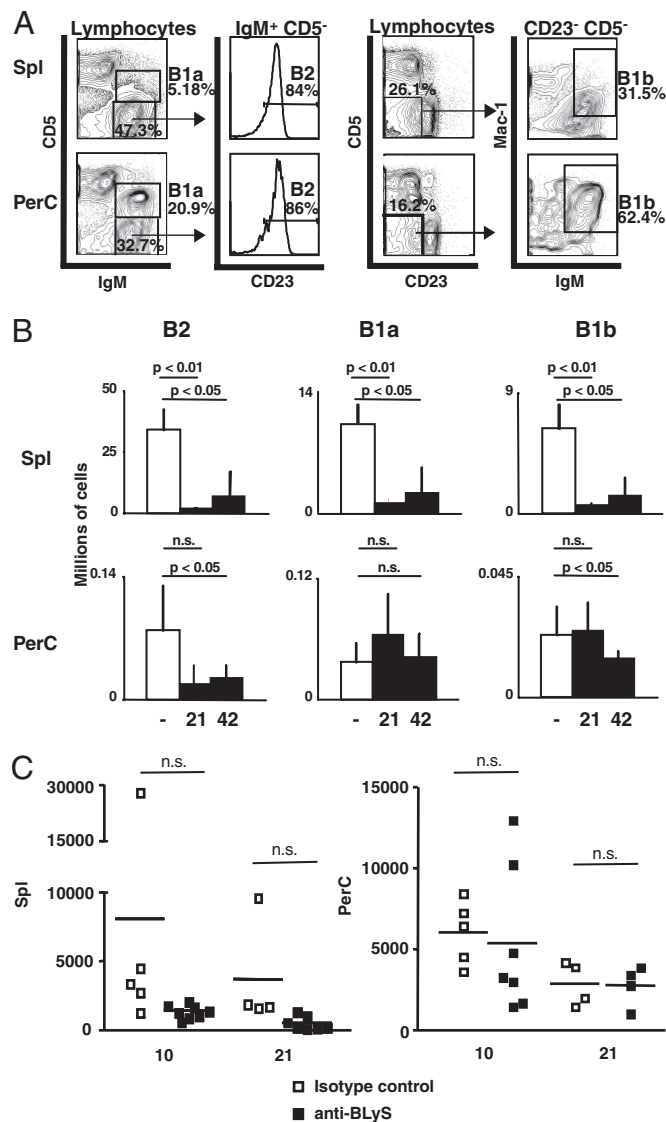 A
Lymphocytes
IgM+ CD5-
Lymphocytes
CD23- CD5-
Spl
CD5
B1a
5.18%
47.3%
B2
84%
CD5
26.1%
Mac-1
B1b
31.5%
PerC
B1a
20.9%
32.7%
B2
86%
16.2%
B1b
62.4%
IgM
CD23
CD23
IgM
B
B2
B1a
B1b
Spl
Millions of cells
50
25
0
p < 0.01
p < 0.05
14
0
p < 0.01
p < 0.05
9
0
p < 0.01
p < 0.05
PerC
0.14
0
n.s.
p < 0.05
0.12
0
n.s.
n.s.
0.045
0
n.s.
p < 0.05
- 21 42
- 21 42
- 21 42
C
Spl
30000
15000
10000
5000
0
n.s.
n.s.
10 21
PerC
15000
10000
5000
0
n.s.
n.s.
10 21
Isotype control
anti-BLyS